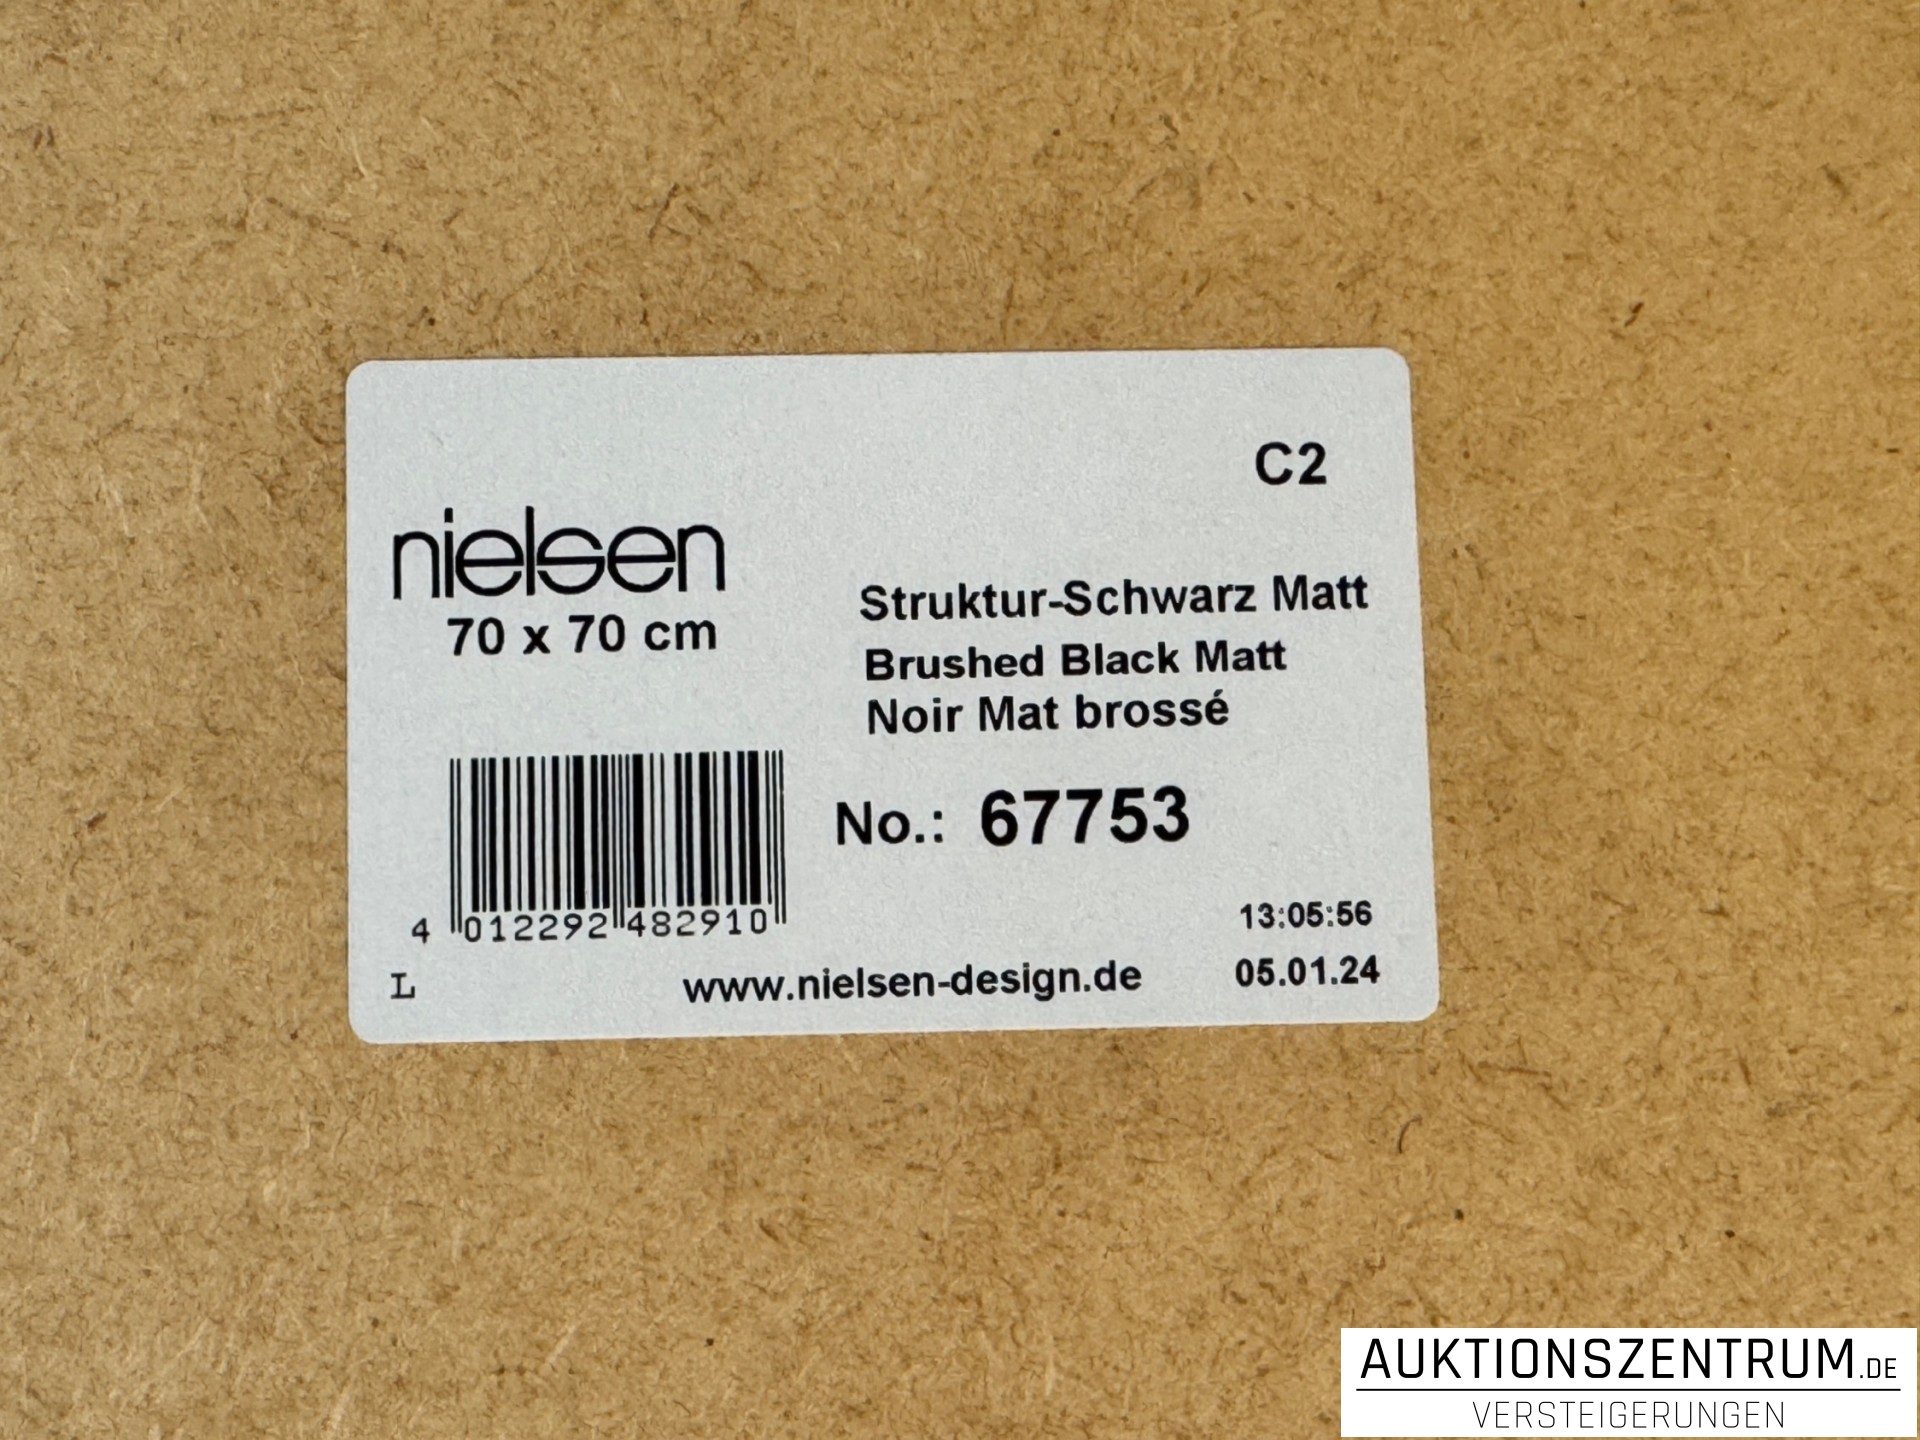 C2
nielsen
70 x 70 cm
Struktur-Schwarz Matt
Brushed Black Matt
Noir Mat brossé
No.: 67753
4 012292 482910
13:05:56
L
www.nielsen-design.de
05.01.24
AUKTIONSZENTRUM.DE
VERSTEIGERUNGEN